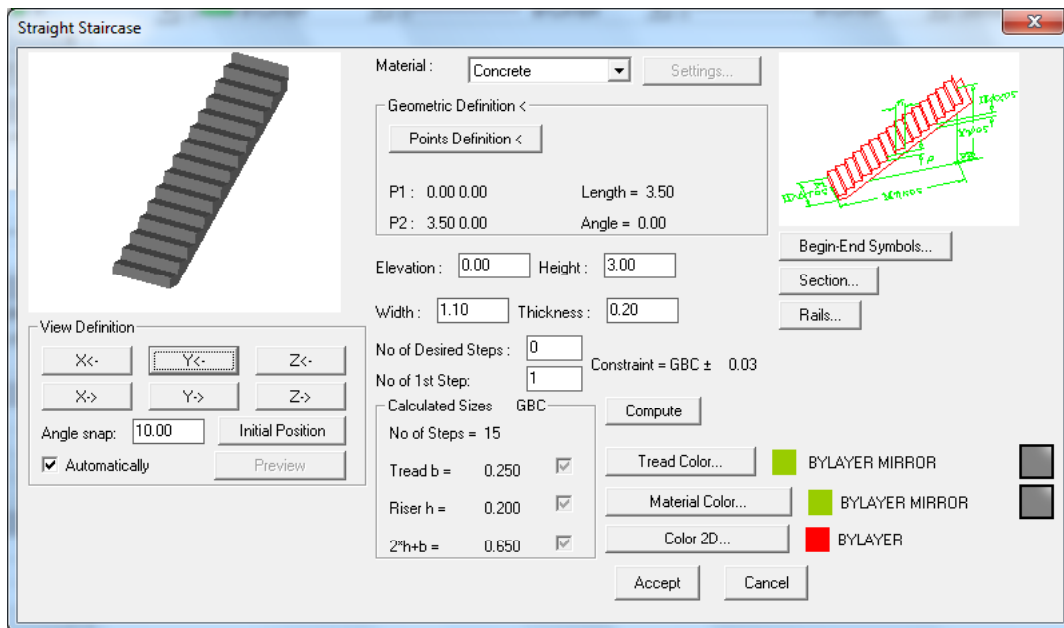 Straight Staircase
Material :
Concrete
Settings...
Geometric Definition <
Points Definition <
P1 : 0.00 0.00 Length = 3.50
P2 : 3.50 0.00 Angle = 0.00
Elevation : 0.00 Height : 3.00
Width : 1.10 Thickness : 0.20
No of Desired Steps : 0
No of 1st Step: 1
Constraint = GBC ± 0.03
Calculated Sizes GBC
No of Steps = 15
Tread b = 0.250
Riser h = 0.200
2*h+b = 0.650
Compute
Tread Color... BYLAYER MIRROR
Material Color... BYLAYER MIRROR
Color 2D... BYLAYER
Accept Cancel
Begin-End Symbols...
Section...
Rails...
View Definition
X<- Y<- Z<-
X-> Y-> Z->
Angle snap: 10.00 Initial Position
Automatically Preview